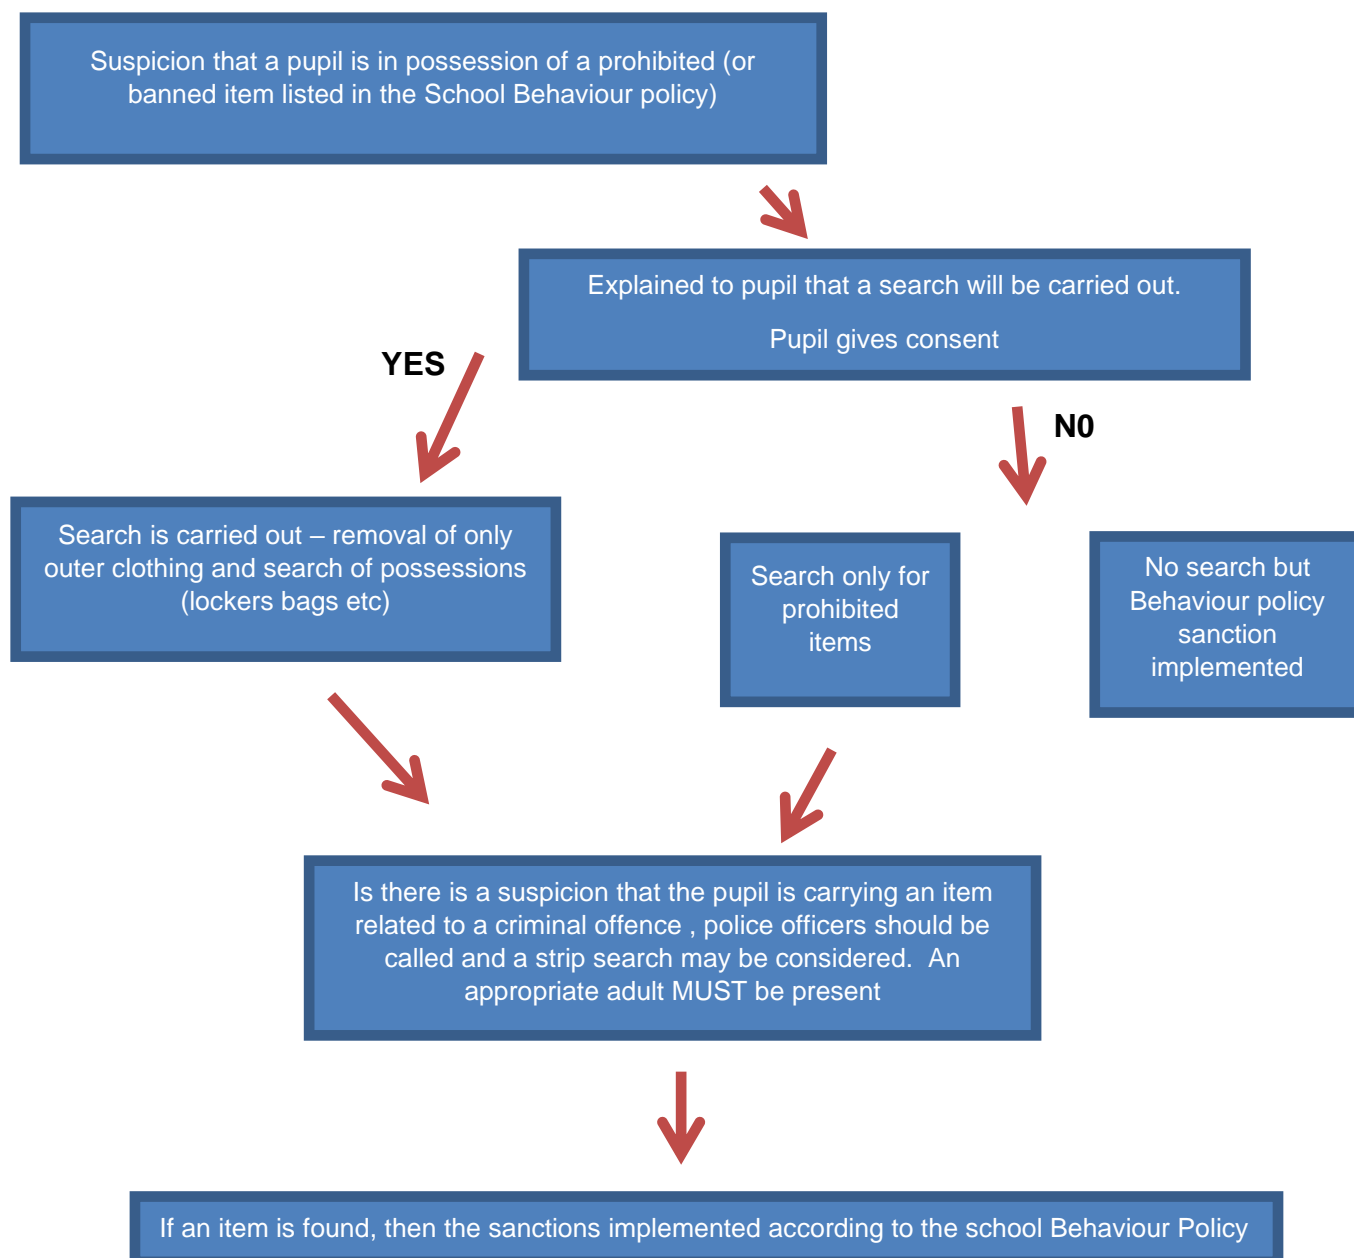 Suspicion that a pupil is in possession of a prohibited (or
banned item listed in the School Behaviour policy)
Explained to pupil that a search will be carried out.
Pupil gives consent
YES
N0
Search is carried out – removal of only
outer clothing and search of possessions
(lockers bags etc)
Search only for
prohibited
items
No search but
Behaviour policy
sanction
implemented
Is there is a suspicion that the pupil is carrying an item
related to a criminal offence , police officers should be
called and a strip search may be considered.  An
appropriate adult MUST be present
If an item is found, then the sanctions implemented according to the school Behaviour Policy